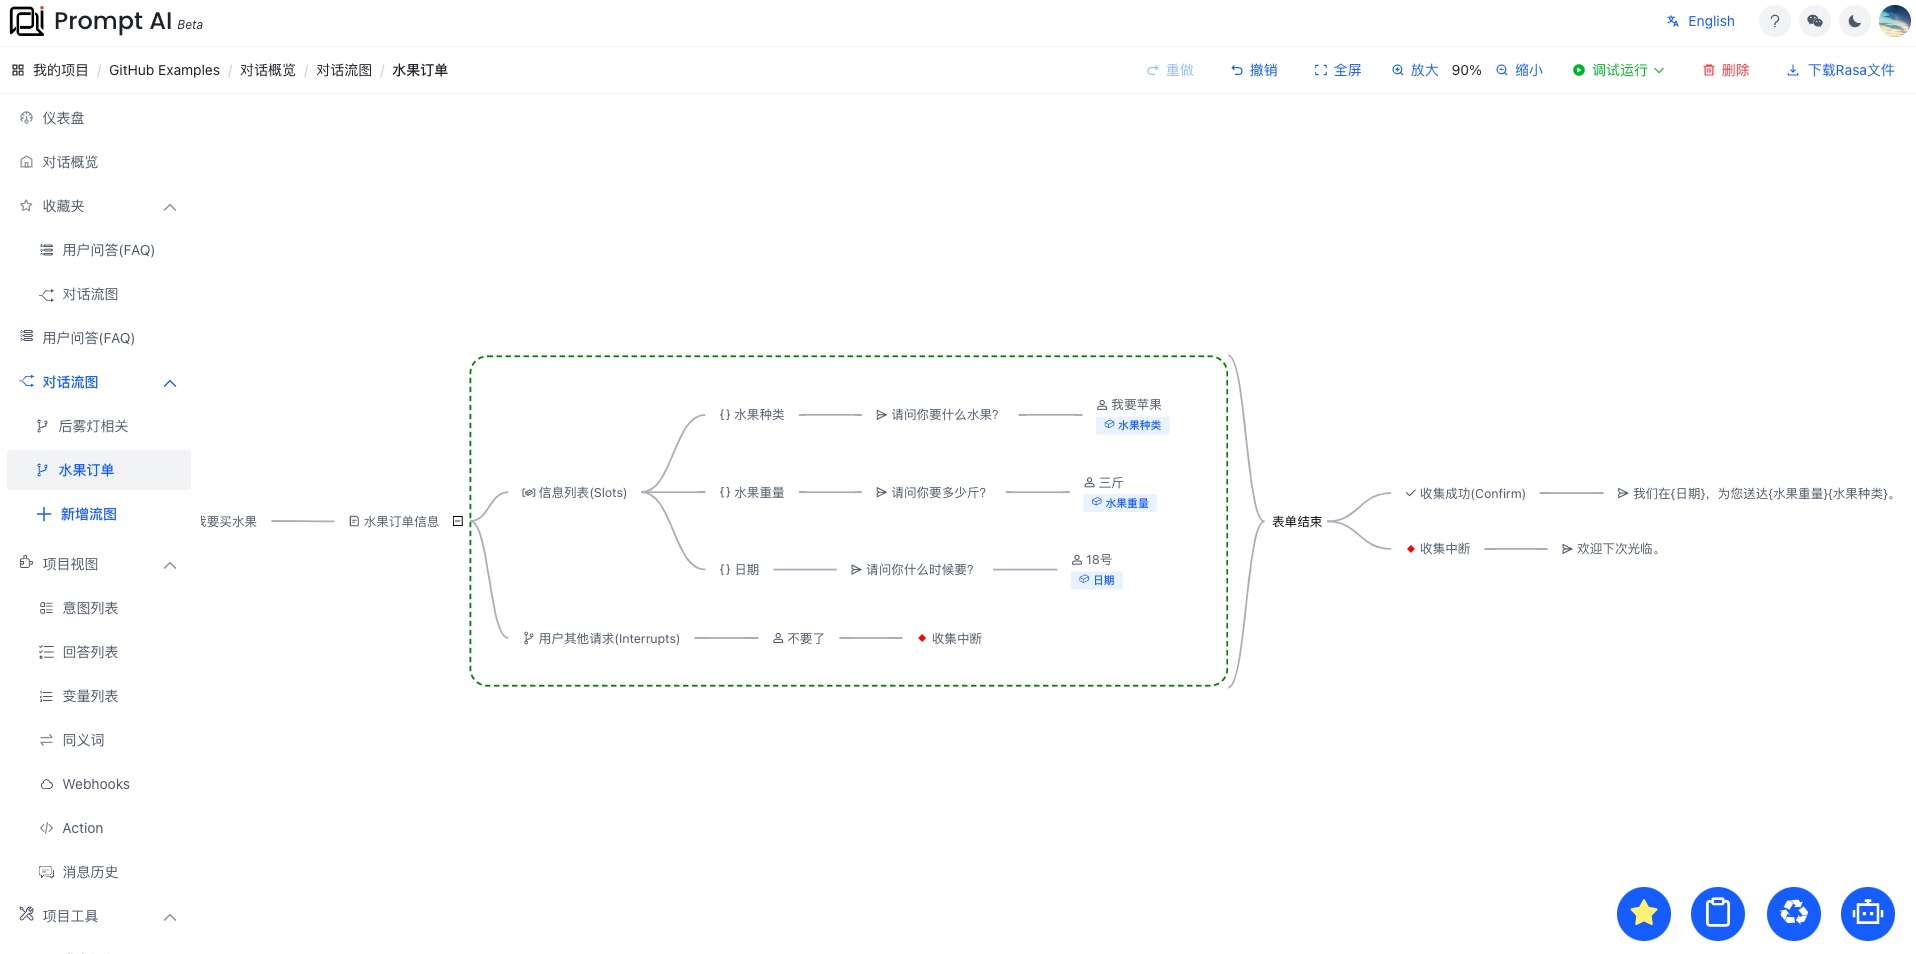 Prompt AI Beta
English
?
我的项目 / GitHub Examples / 对话概览 / 对话流图 / 水果订单
重做 撤销 全屏 放大 90% 缩小 调试运行 删除 下载Rasa文件
仪表盘
对话概览
收藏夹
用户问答(FAQ)
对话流图
用户问答(FAQ)
对话流图
后雾灯相关
水果订单
新增流图
项目视图
意图列表
回答列表
变量列表
同义词
Webhooks
Action
消息历史
项目工具
要买水果
水果订单信息
信息列表(Slots)
{} 水果种类
请问你要什么水果?
我要苹果
水果种类
{} 水果重量
请问你要多少斤?
三斤
水果重量
{} 日期
请问你什么时候要?
18号
日期
用户其他请求(Interrupts)
不要了
收集中断
表单结束
收集成功(Confirm)
我们在{日期}，为您送达{水果重量}{水果种类}。
收集中断
欢迎下次光临。